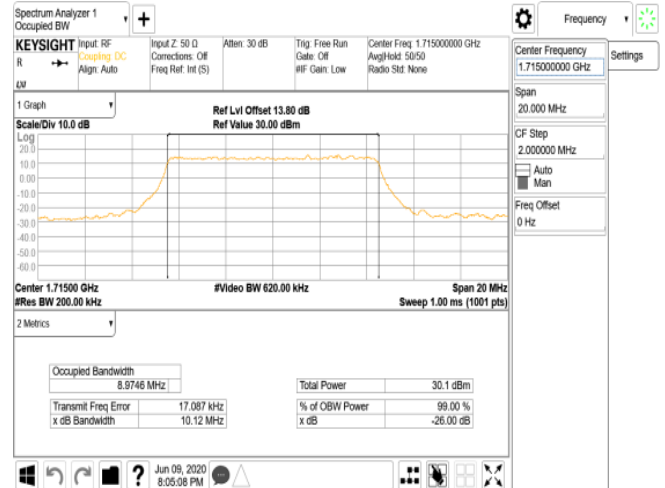 Spectrum Analyzer 1
Occupied BW
Frequency
KEYSIGHT
R
Input: RF
Coupling: DC
Align: Auto
Input Z: 50 Ω
Corrections: Off
Freq Ref: Int (S)
Atten: 30 dB
Trig: Free Run
Gate: Off
#IF Gain: Low
Center Freq: 1.715000000 GHz
Avg|Hold: 50/50
Radio Std: None
Center Frequency
1.715000000 GHz
Settings
Span
20.000 MHz
CF Step
2.000000 MHz
Auto
Man
Freq Offset
0 Hz
1 Graph
Scale/Div 10.0 dB
Ref Lvl Offset 13.80 dB
Ref Value 30.00 dBm
Log
20.0
10.0
0.00
-10.0
-20.0
-30.0
-40.0
-50.0
-60.0
Center 1.71500 GHz
#Video BW 620.00 kHz
Span 20 MHz
#Res BW 200.00 kHz
Sweep 1.00 ms (1001 pts)
2 Metrics
Occupied Bandwidth
8.9746 MHz
Total Power 30.1 dBm
Transmit Freq Error 17.087 kHz
% of OBW Power 99.00 %
x dB Bandwidth 10.12 MHz
x dB -26.00 dB
?
Jun 09, 2020
8:05:08 PM